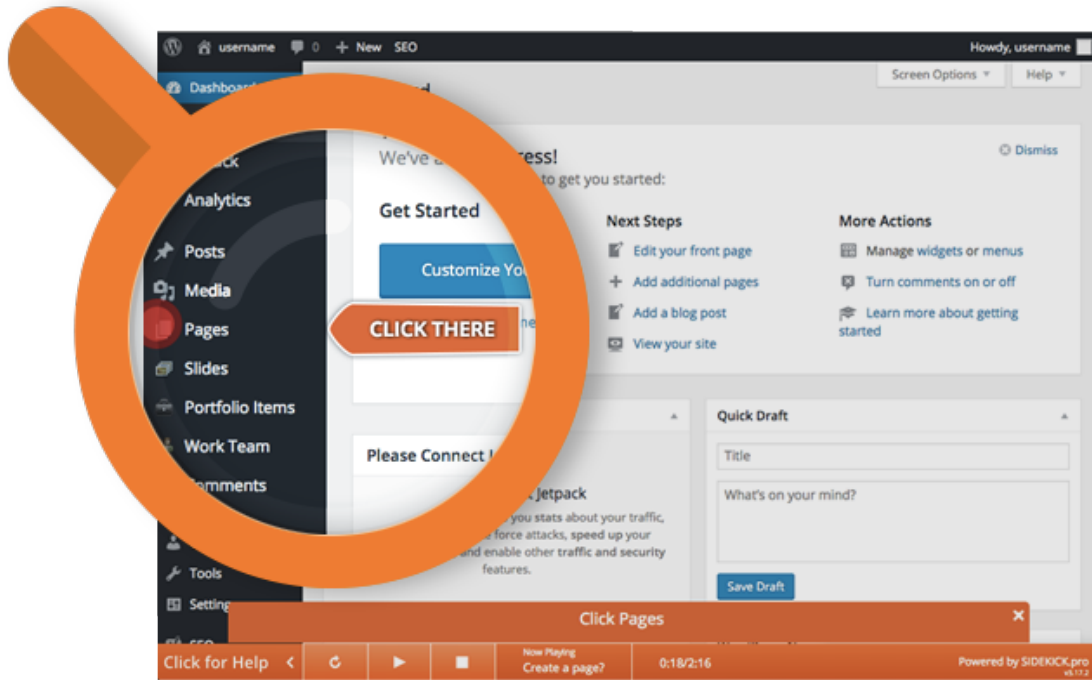 username 0 + New SEO
Howdy, username
Screen Options
Help
We've a
ress!
to get you started:
Dismiss
Analytics
Posts
Media
Pages
Slides
Portfolio Items
Work Team
Tools
Get Started
Customize
CLICK THERE
Next Steps
Edit your front page
Add additional pages
Add a blog post
View your site
More Actions
Manage widgets or menus
Turn comments on or off
Learn more about getting
started
Please Connect
Jetpack
you stats about your traffic,
force attacks, speed up your
and enable other traffic and security
features.
Quick Draft
Title
What's on your mind?
Save Draft
Click Pages
Click for Help <
Now Playing
Create a page?
0:18/2:16
Powered by SIDEKICK.pro
v5.17.2